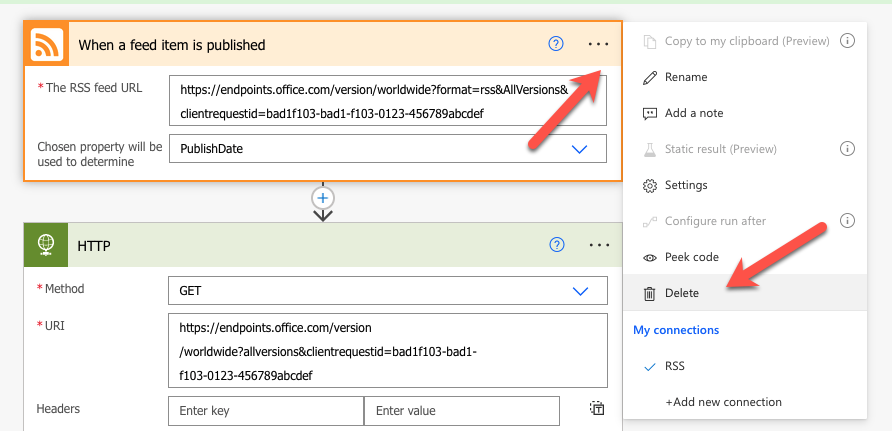 When a feed item is published
* The RSS feed URL
https://endpoints.office.com/version/worldwide?format=rss&AllVersions&
clientrequestid=bad1f103-bad1-f103-0123-456789abcdef
Chosen property will be
used to determine
PublishDate
HTTP
* Method
GET
* URI
https://endpoints.office.com/version
/worldwide?allversions&clientrequestid=bad1f103-bad1-
f103-0123-456789abcdef
Headers
Enter key
Enter value
Copy to my clipboard (Preview)
Rename
Add a note
Static result (Preview)
Settings
Configure run after
Peek code
Delete
My connections
RSS
+Add new connection